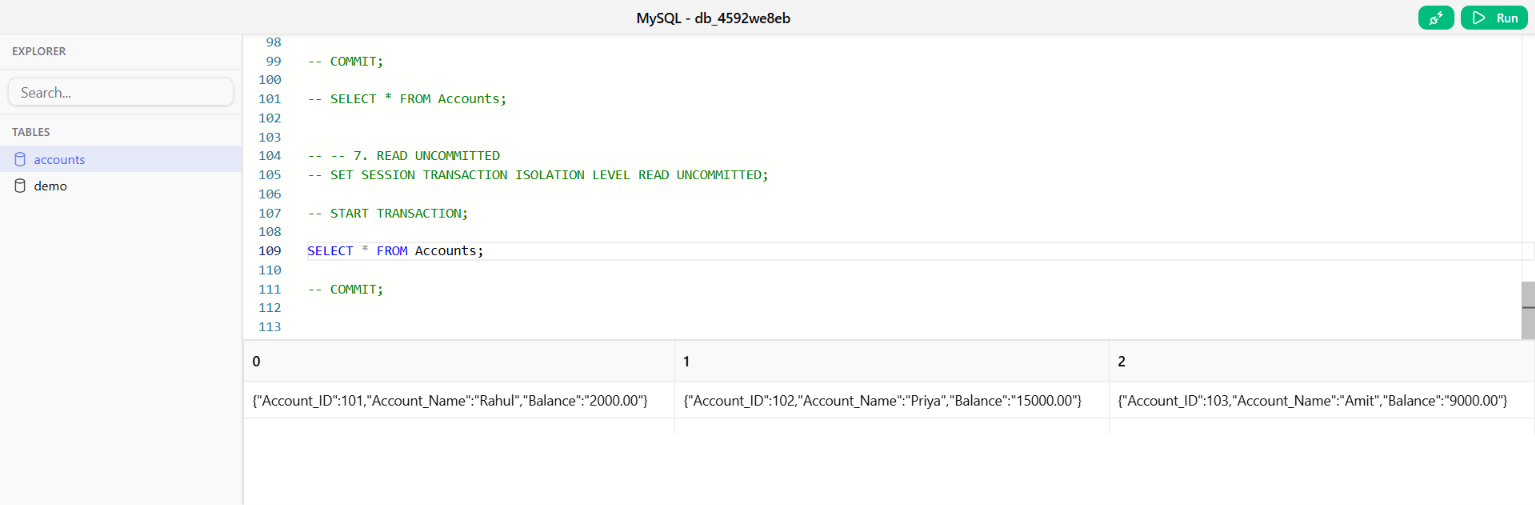 MySQL - db_4592we8eb
Run
EXPLORER
Search...
TABLES
accounts
demo
98
99 -- COMMIT;
100
101 -- SELECT * FROM Accounts;
102
103
104 -- -- 7. READ UNCOMMITTED
105 -- SET SESSION TRANSACTION ISOLATION LEVEL READ UNCOMMITTED;
106
107 -- START TRANSACTION;
108
109 SELECT * FROM Accounts;
110
111 -- COMMIT;
112
113
0 1 2
{"Account_ID":101,"Account_Name":"Rahul","Balance":"2000.00"} {"Account_ID":102,"Account_Name":"Priya","Balance":"15000.00"} {"Account_ID":103,"Account_Name":"Amit","Balance":"9000.00"}